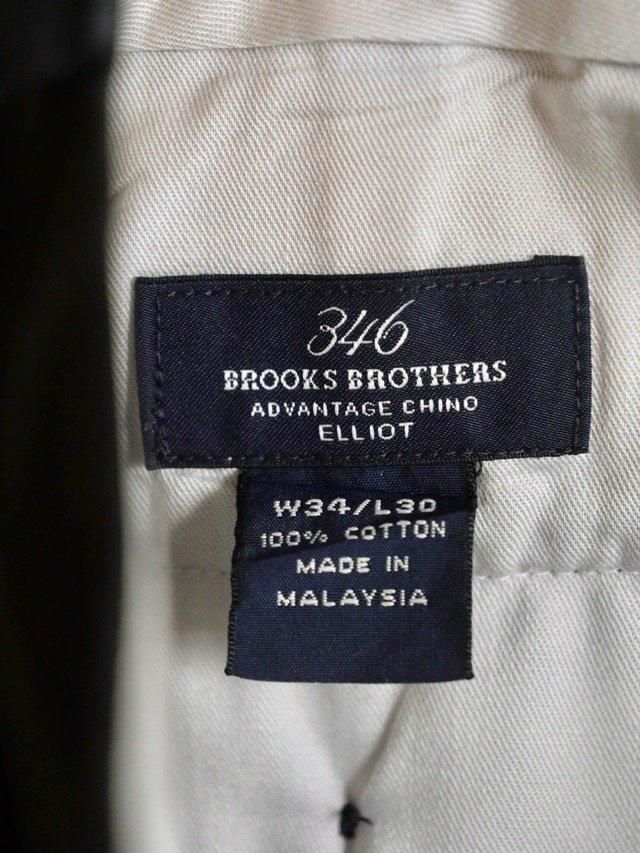 346
BROOKS BROTHERS
ADVANTAGE CHINO
ELLIOT
W34/L30
100% COTTON
MADE IN
MALAYSIA